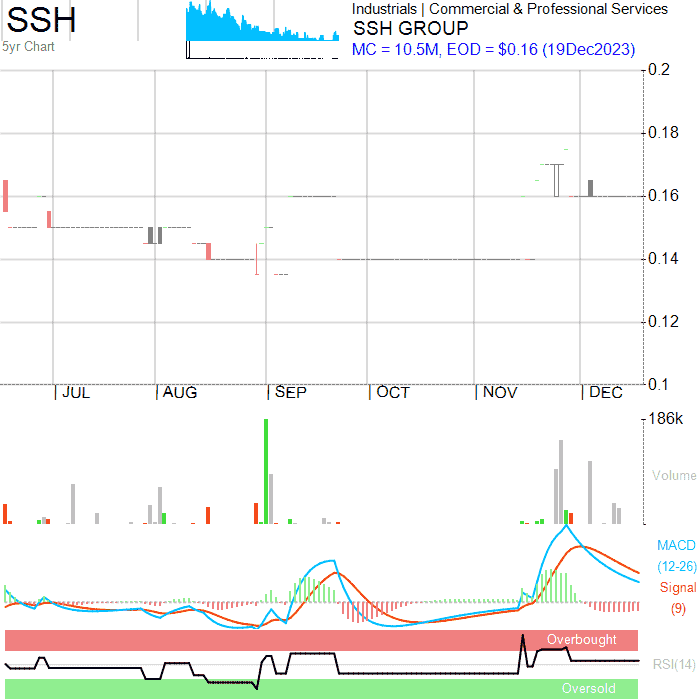 SSH
5yr Chart
Industrials | Commercial & Professional Services
SSH GROUP
MC = 10.5M, EOD = $0.16 (19Dec2023)
0.2
0.18
0.16
0.14
0.12
0.1
JUL
AUG
SEP
OCT
NOV
DEC
186k
Volume
MACD
(12-26)
Signal
(9)
Overbought
RSI(14)
Oversold